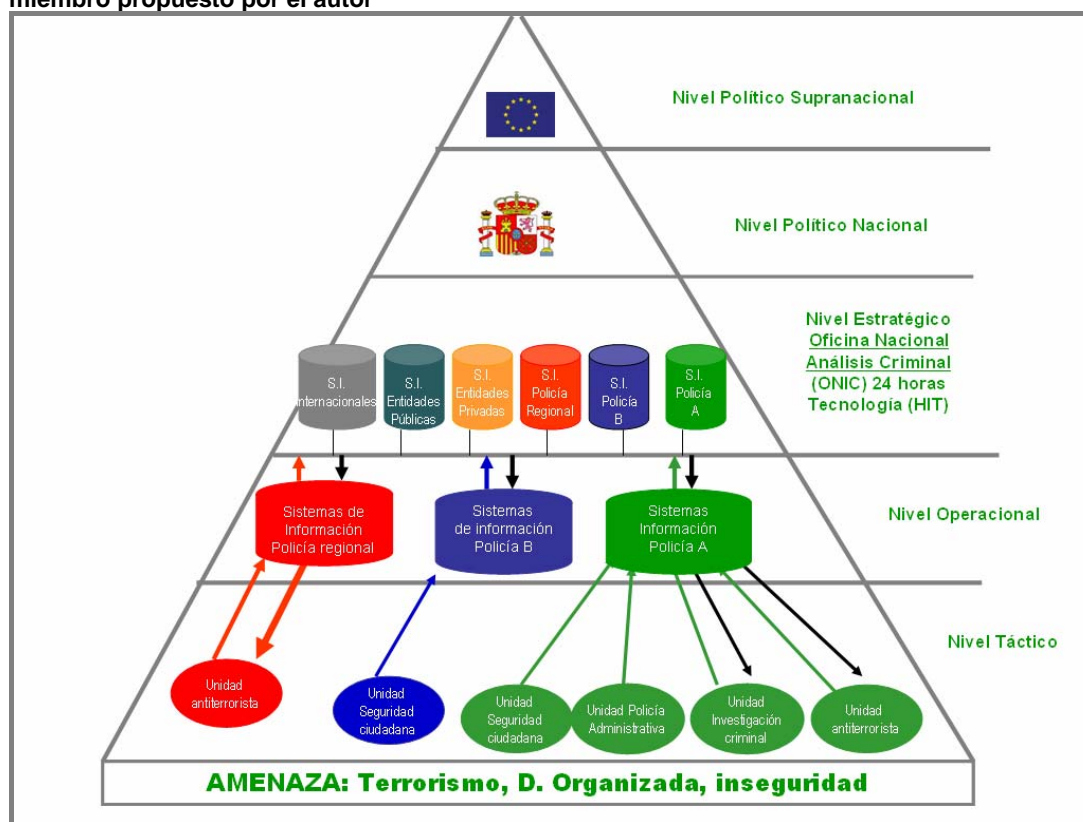 miembro propuesto por el autor
Nivel Político Supranacional
Nivel Político Nacional
Nivel Estratégico
Oficina Nacional
Análisis Criminal
(ONIC) 24 horas
Tecnología (HIT)
S.I.
Internacionales
S.I.
Entidades
Públicas
S.I.
Entidades
Privadas
S.I.
Policía
Regional
S.I.
Policía
B
S.I.
Policía
A
Sistemas de
Información
Policía regional
Sistemas
de información
Policía B
Sistemas
Información
Policía A
Nivel Operacional
Nivel Táctico
Unidad
antiterrorista
Unidad
Seguridad
ciudadana
Unidad
Seguridad
ciudadana
Unidad Policía
Administrativa
Unidad
Investigación
criminal
Unidad
antiterrorista
AMENAZA: Terrorismo, D. Organizada, inseguridad